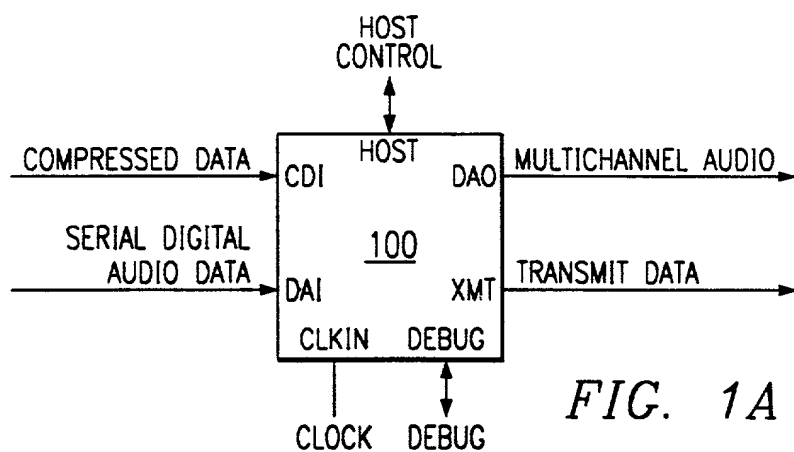 HOST
CONTROL
HOST
COMPRESSED DATA
CDI
DAO
MULTICHANNEL AUDIO
SERIAL DIGITAL
AUDIO DATA
100
DAI
XMT
TRANSMIT DATA
CLKIN
DEBUG
CLOCK
DEBUG
FIG. 1A